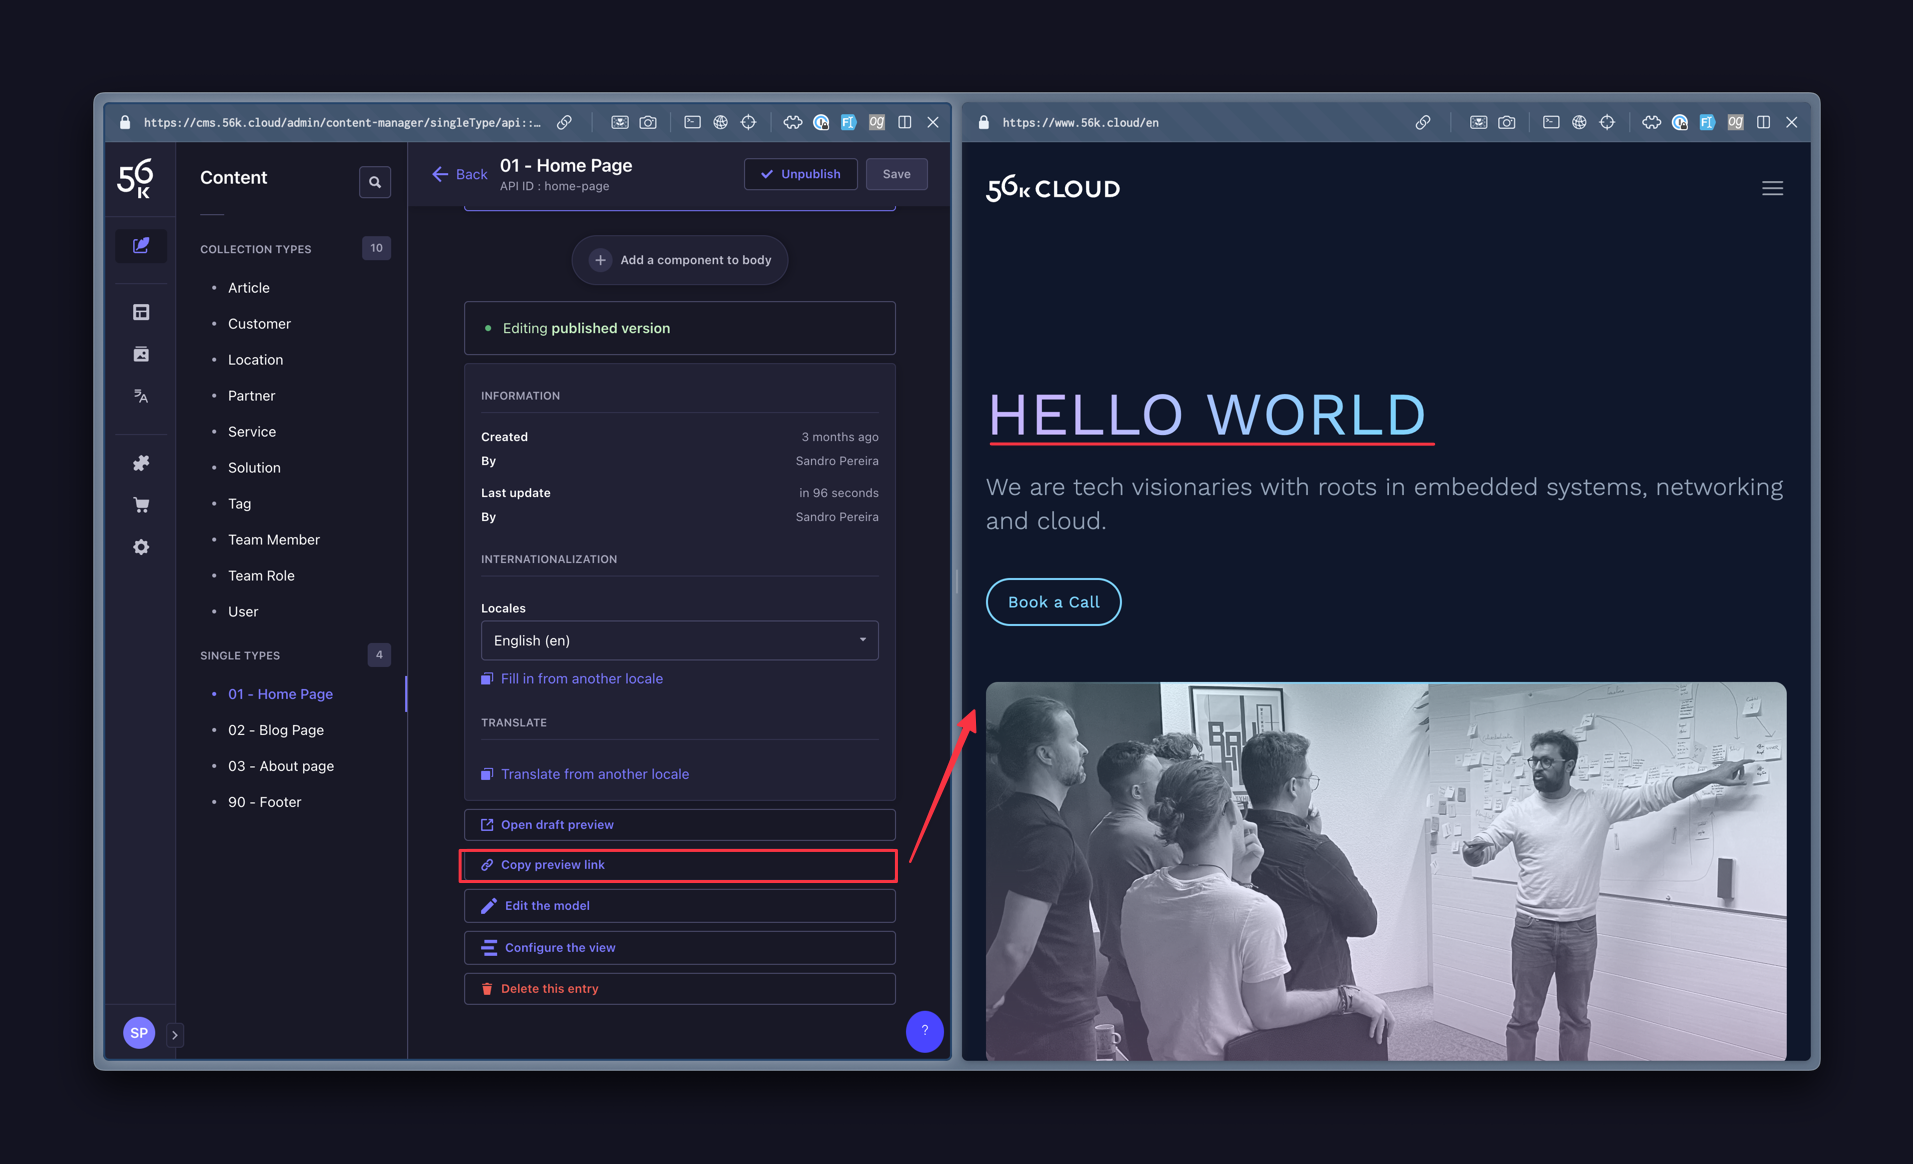 https://cms.56k.cloud/admin/content-manager/singleType/api::…
56K
Content
COLLECTION TYPES 10
Article
Customer
Location
Partner
Service
Solution
Tag
Team Member
Team Role
User
SINGLE TYPES 4
01 - Home Page
02 - Blog Page
03 - About page
90 - Footer
SP
Back
01 - Home Page
API ID : home-page
Unpublish
Save
Add a component to body
Editing published version
INFORMATION
Created 3 months ago
By Sandro Pereira
Last update in 96 seconds
By Sandro Pereira
INTERNATIONALIZATION
Locales
English (en)
Fill in from another locale
TRANSLATE
Translate from another locale
Open draft preview
Copy preview link
Edit the model
Configure the view
Delete this entry
?
https://www.56k.cloud/en
56K CLOUD
HELLO WORLD
We are tech visionaries with roots in embedded systems, networking
and cloud.
Book a Call